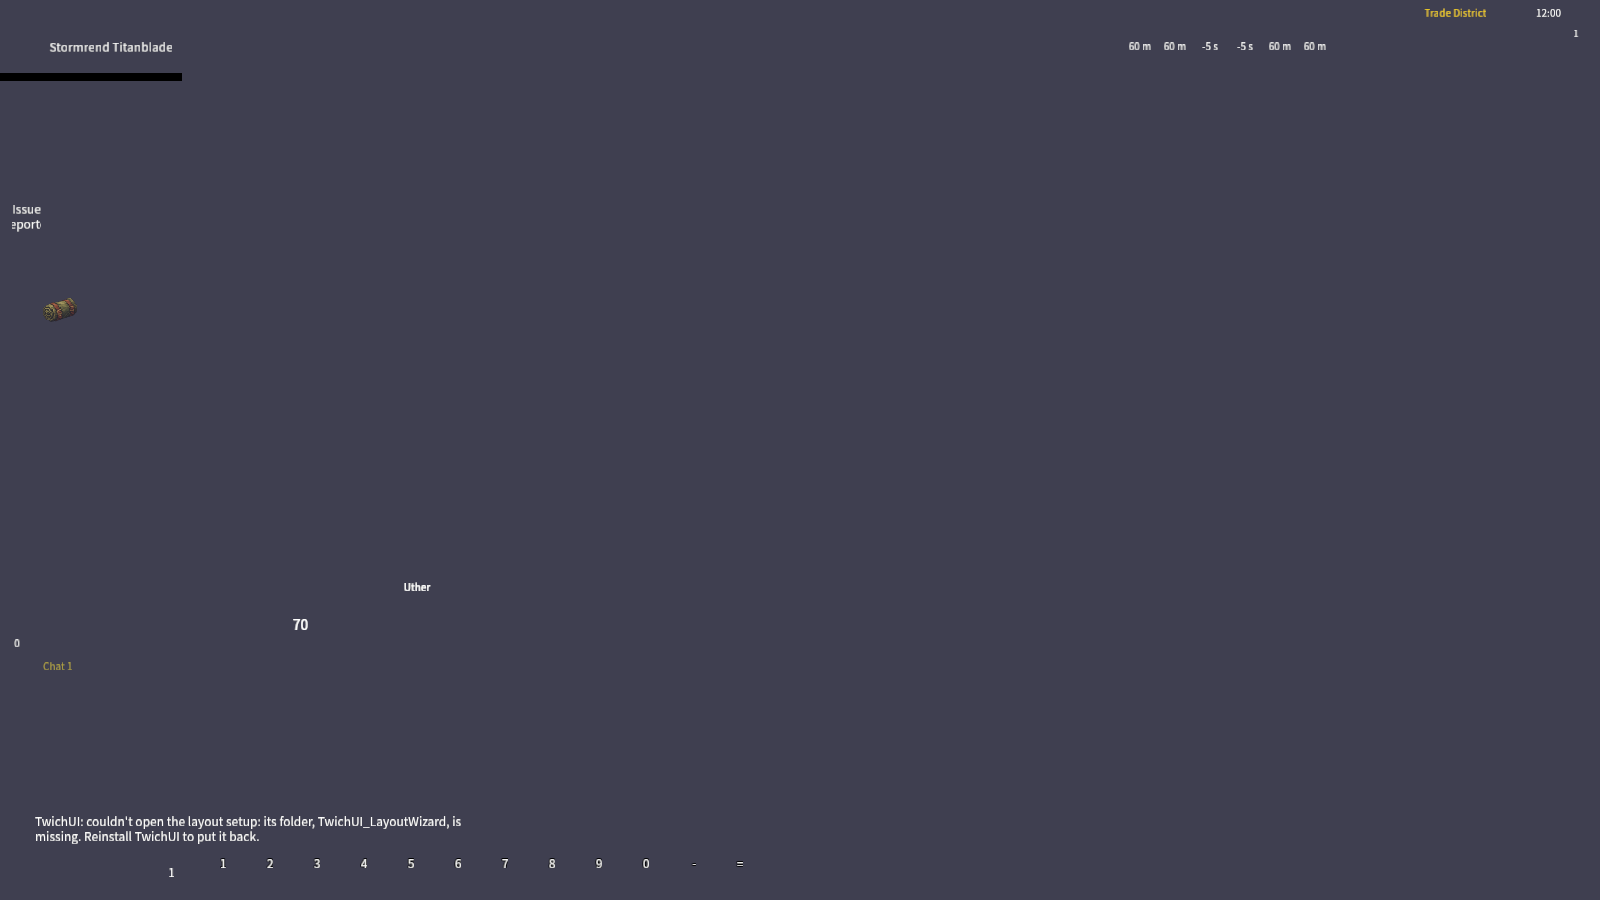 Trade District
12:00
1
Stormrend Titanblade
60 m 60 m -5 s -5 s 60 m 60 m
Issue
eport
Uther
70
0
Chat 1
TwichUI: couldn't open the layout setup: its folder, TwichUI_LayoutWizard, is
missing. Reinstall TwichUI to put it back.
1 2 3 4 5 6 7 8 9 0 - =
1